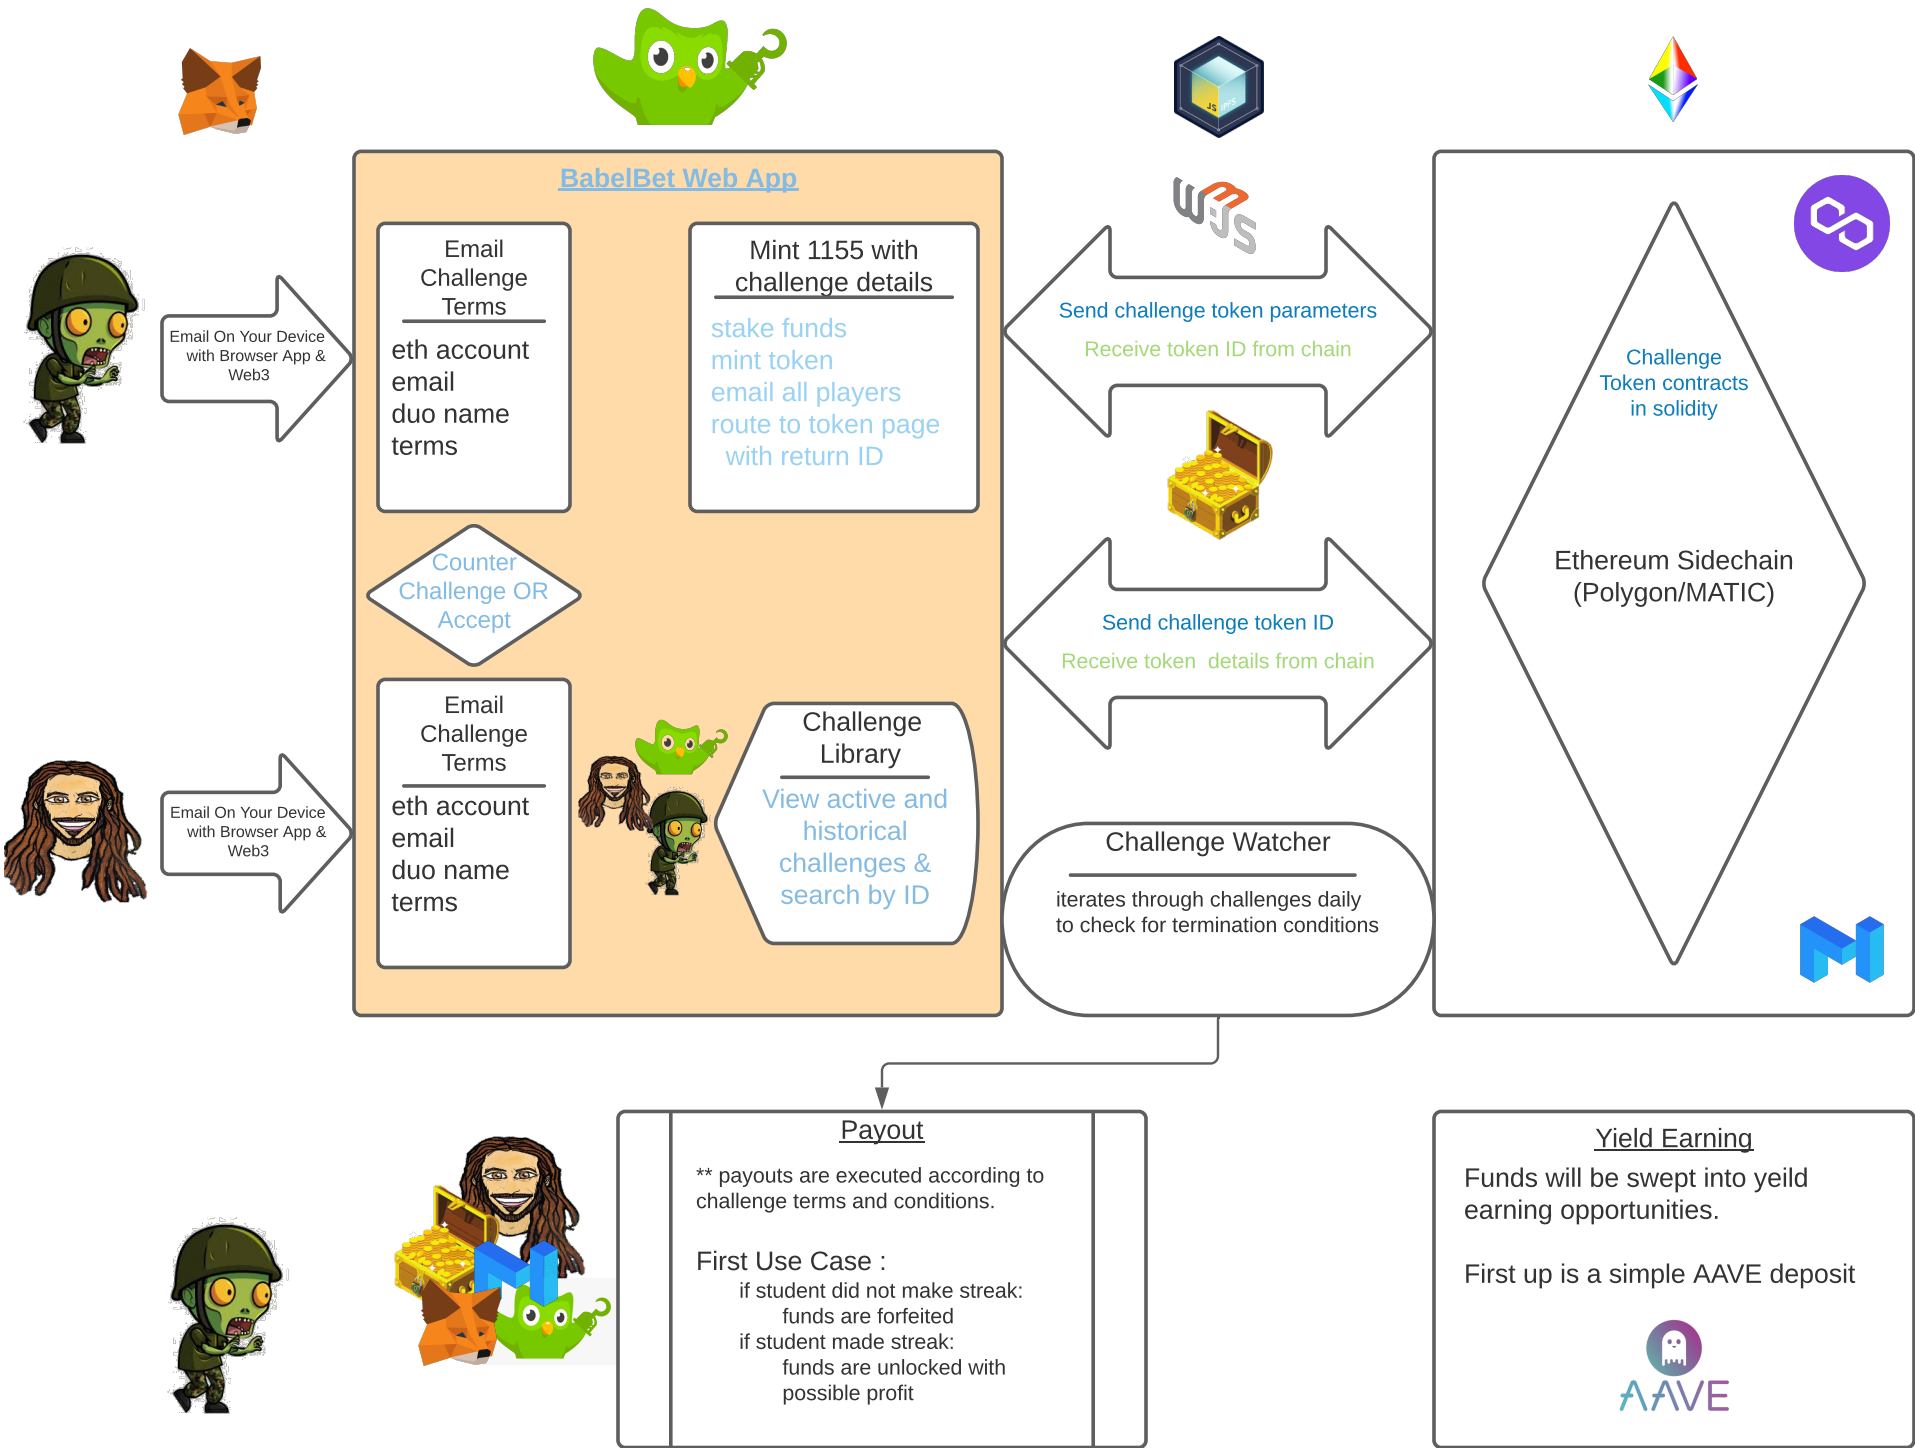 JS
IPFS
BabelBet Web App
W3JS
Email On Your Device
with Browser App &
Web3
Email
Challenge
Terms
eth account
email
duo name
terms
Mint 1155 with
challenge details
stake funds
mint token
email all players
route to token page
with return ID
Send challenge token parameters
Receive token ID from chain
Challenge
Token contracts
in solidity
Ethereum Sidechain
(Polygon/MATIC)
Counter
Challenge OR
Accept
Send challenge token ID
Receive token  details from chain
Email On Your Device
with Browser App &
Web3
Email
Challenge
Terms
eth account
email
duo name
terms
Challenge
Library
View active and
historical
challenges &
search by ID
Challenge Watcher
iterates through challenges daily
to check for termination conditions
Payout
** payouts are executed according to
challenge terms and conditions.
First Use Case :
if student did not make streak:
funds are forfeited
if student made streak:
funds are unlocked with
possible profit
Yield Earning
Funds will be swept into yeild
earning opportunities.
First up is a simple AAVE deposit
AAVE